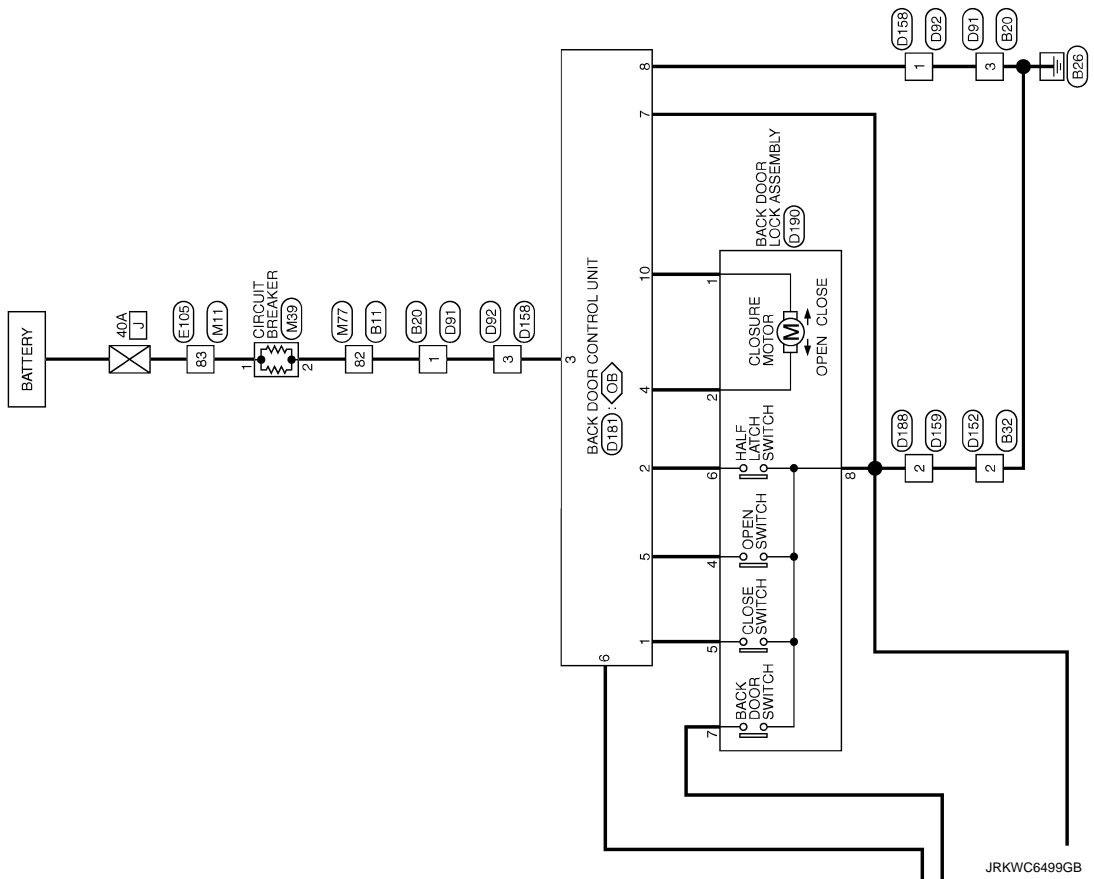 BATTERY
40A
J
E105
M11
83
1
CIRCUIT
BREAKER
M39
2
M77
B11
82
B20
D91
1
D92
D158
3
3
BACK DOOR CONTROL UNIT
D181 : OB
6
1
5
2
4
10
7
8
BACK DOOR
LOCK ASSEMBLY
D190
7
5
4
6
2
1
BACK
DOOR
SWITCH
CLOSE
SWITCH
OPEN
SWITCH
HALF
LATCH
SWITCH
CLOSURE
MOTOR
M
OPEN CLOSE
8
D188
D159
2
D152
B32
2
D158
D92
1
D91
B20
3
B26
JRKWC6499GB